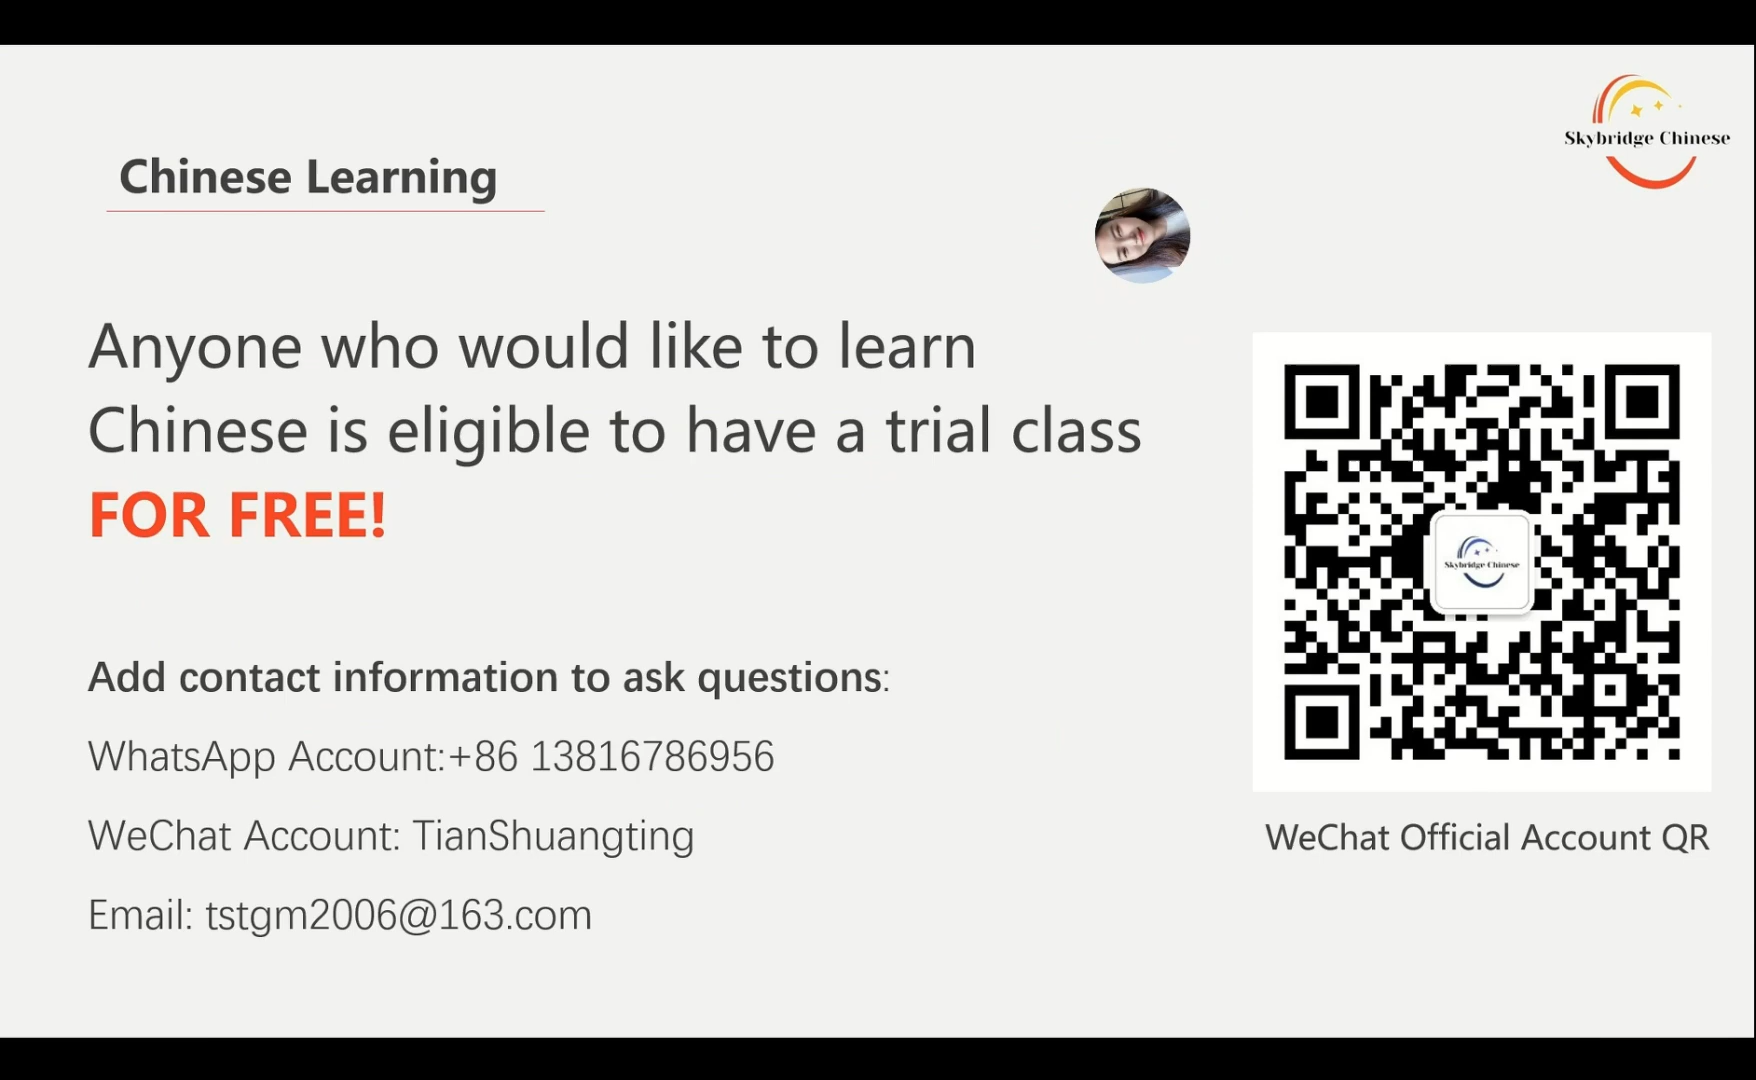 Skybridge Chinese
Chinese Learning
Anyone who would like to learn
Chinese is eligible to have a trial class
FOR FREE!
Add contact information to ask questions:
WhatsApp Account:+86 13816786956
WeChat Account: TianShuangting
Email: tstgm2006@163.com
Skybridge Chinese
WeChat Official Account QR